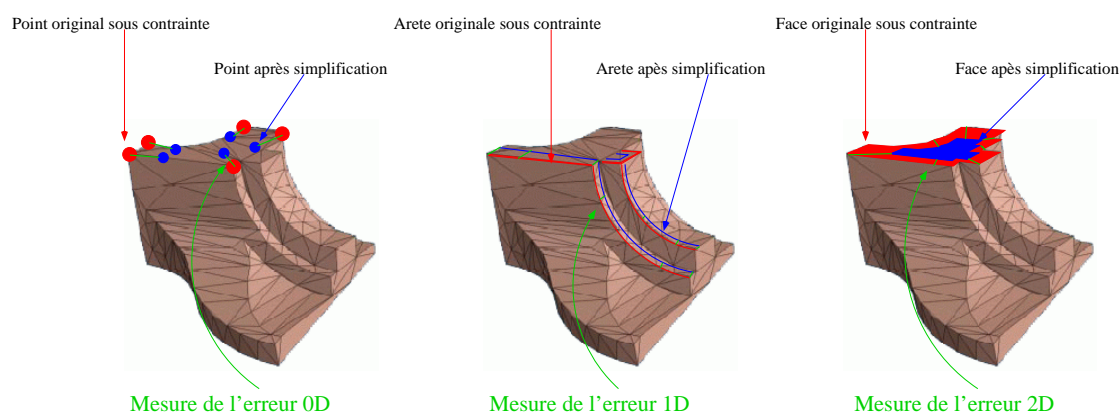 Point original sous contrainte
Arete originale sous contrainte
Face originale sous contrainte
Point après simplification
Arete apès simplification
Face apès simplification
Mesure de l'erreur 0D
Mesure de l'erreur 1D
Mesure de l'erreur 2D